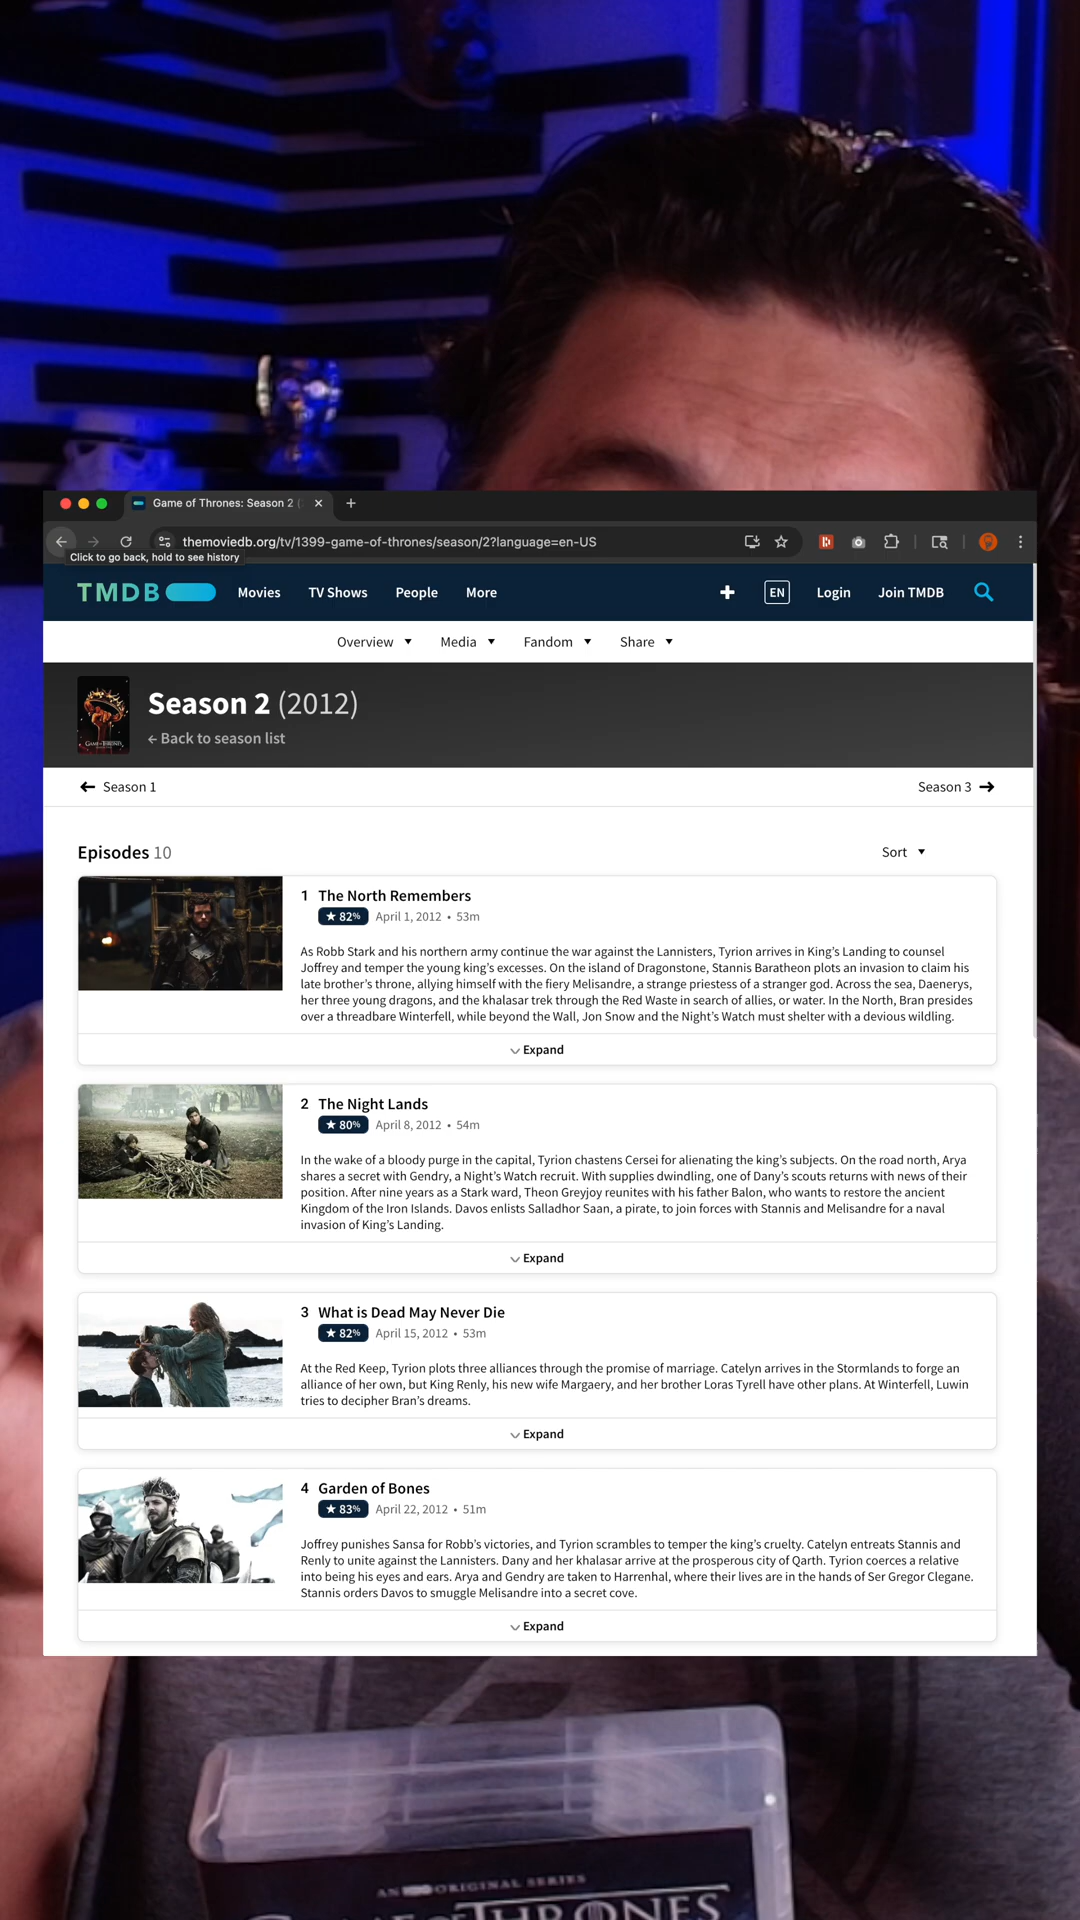 Game of Thrones: Season 2 (
themoviedb.org/tv/1399-game-of-thrones/season/2?language=en-US
Click to go back, hold to see history
TMDB Movies TV Shows People More EN Login Join TMDB
Overview Media Fandom Share
Season 2 (2012)
← Back to season list
GAME OF THRONES
← Season 1 Season 3 →
Episodes 10 Sort
1 The North Remembers
★ 82% April 1, 2012 • 53m
As Robb Stark and his northern army continue the war against the Lannisters, Tyrion arrives in King's Landing to counsel
Joffrey and temper the young king's excesses. On the island of Dragonstone, Stannis Baratheon plots an invasion to claim his
late brother's throne, allying himself with the fiery Melisandre, a strange priestess of a stranger god. Across the sea, Daenerys,
her three young dragons, and the khalasar trek through the Red Waste in search of allies, or water. In the North, Bran presides
over a threadbare Winterfell, while beyond the Wall, Jon Snow and the Night's Watch must shelter with a devious wildling.
Expand
2 The Night Lands
★ 80% April 8, 2012 • 54m
In the wake of a bloody purge in the capital, Tyrion chastens Cersei for alienating the king's subjects. On the road north, Arya
shares a secret with Gendry, a Night's Watch recruit. With supplies dwindling, one of Dany's scouts returns with news of their
position. After nine years as a Stark ward, Theon Greyjoy reunites with his father Balon, who wants to restore the ancient
Kingdom of the Iron Islands. Davos enlists Salladhor Saan, a pirate, to join forces with Stannis and Melisandre for a naval
invasion of King's Landing.
Expand
3 What is Dead May Never Die
★ 82% April 15, 2012 • 53m
At the Red Keep, Tyrion plots three alliances through the promise of marriage. Catelyn arrives in the Stormlands to forge an
alliance of her own, but King Renly, his new wife Margaery, and her brother Loras Tyrell have other plans. At Winterfell, Luwin
tries to decipher Bran's dreams.
Expand
4 Garden of Bones
★ 83% April 22, 2012 • 51m
Joffrey punishes Sansa for Robb's victories, and Tyrion scrambles to temper the king's cruelty. Catelyn entreats Stannis and
Renly to unite against the Lannisters. Dany and her khalasar arrive at the prosperous city of Qarth. Tyrion coerces a relative
into being his eyes and ears. Arya and Gendry are taken to Harrenhal, where their lives are in the hands of Ser Gregor Clegane.
Stannis orders Davos to smuggle Melisandre into a secret cove.
Expand
AN HBO ORIGINAL SERIES
GAME OF THRONES